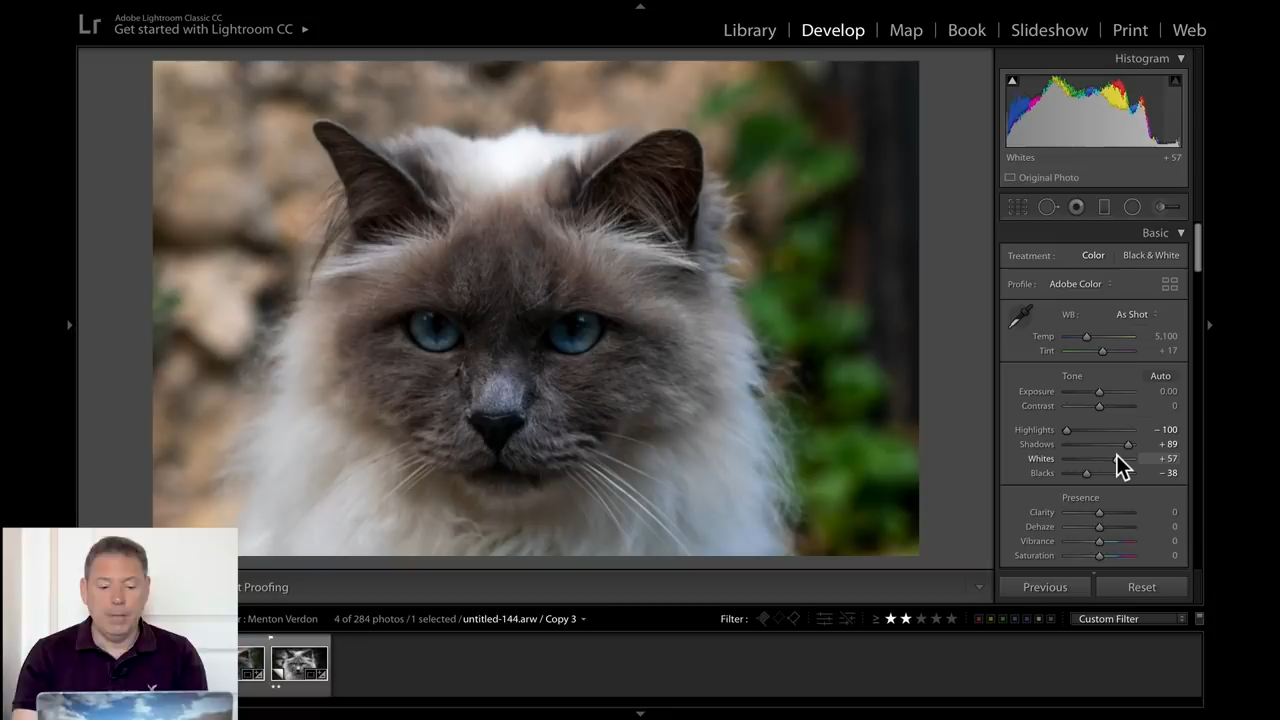 Lr
Adobe Lightroom Classic CC
Get started with Lightroom CC ▸
Library | Develop | Map | Book | Slideshow | Print | Web
Histogram
Whites + 57
Original Photo
Basic
Treatment : Color Black & White
Profile : Adobe Color
WB : As Shot
Temp 5,100
Tint + 17
Tone Auto
Exposure 0.00
Contrast 0
Highlights − 100
Shadows + 89
Whites + 57
Blacks − 38
Presence
Clarity 0
Dehaze 0
Vibrance 0
Saturation 0
t Proofing
Previous Reset
: Menton Verdon 4 of 284 photos / 1 selected / untitled-144.arw / Copy 3
Filter : ≥ ★★★★★ Custom Filter